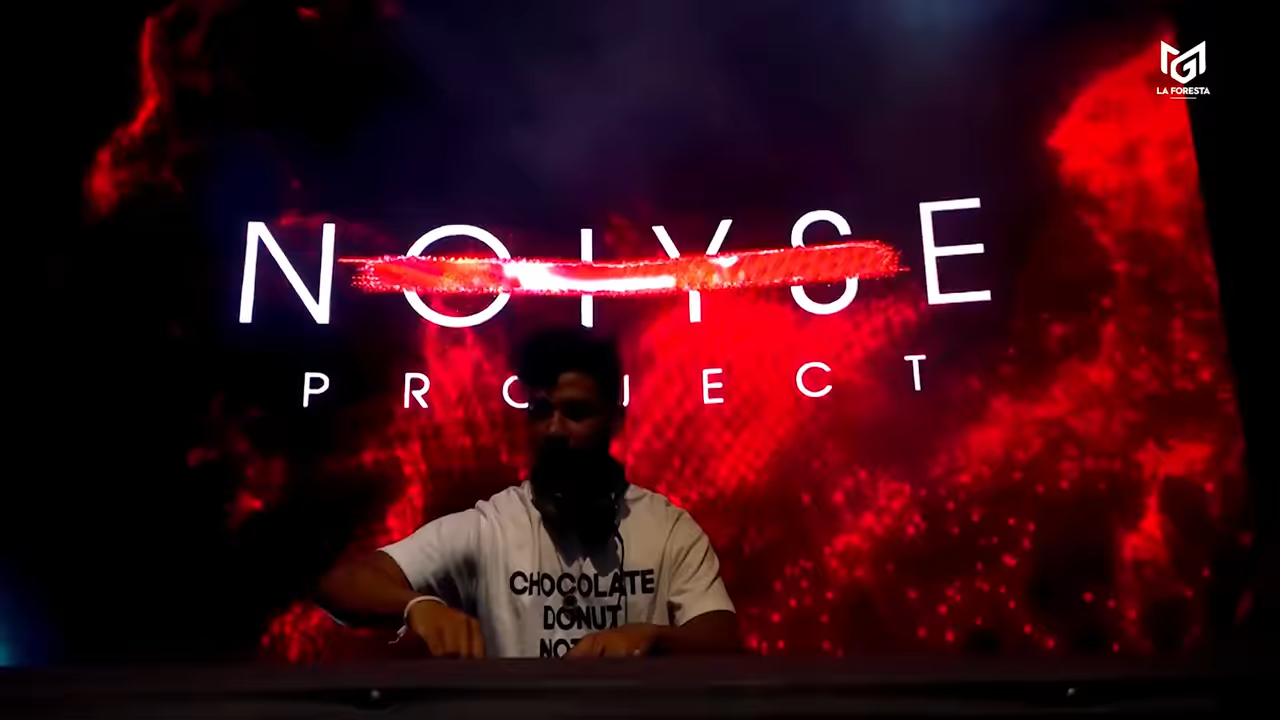 LA FORESTA
NOIYSE
PROJECT
CHOCOLATE
DONUT